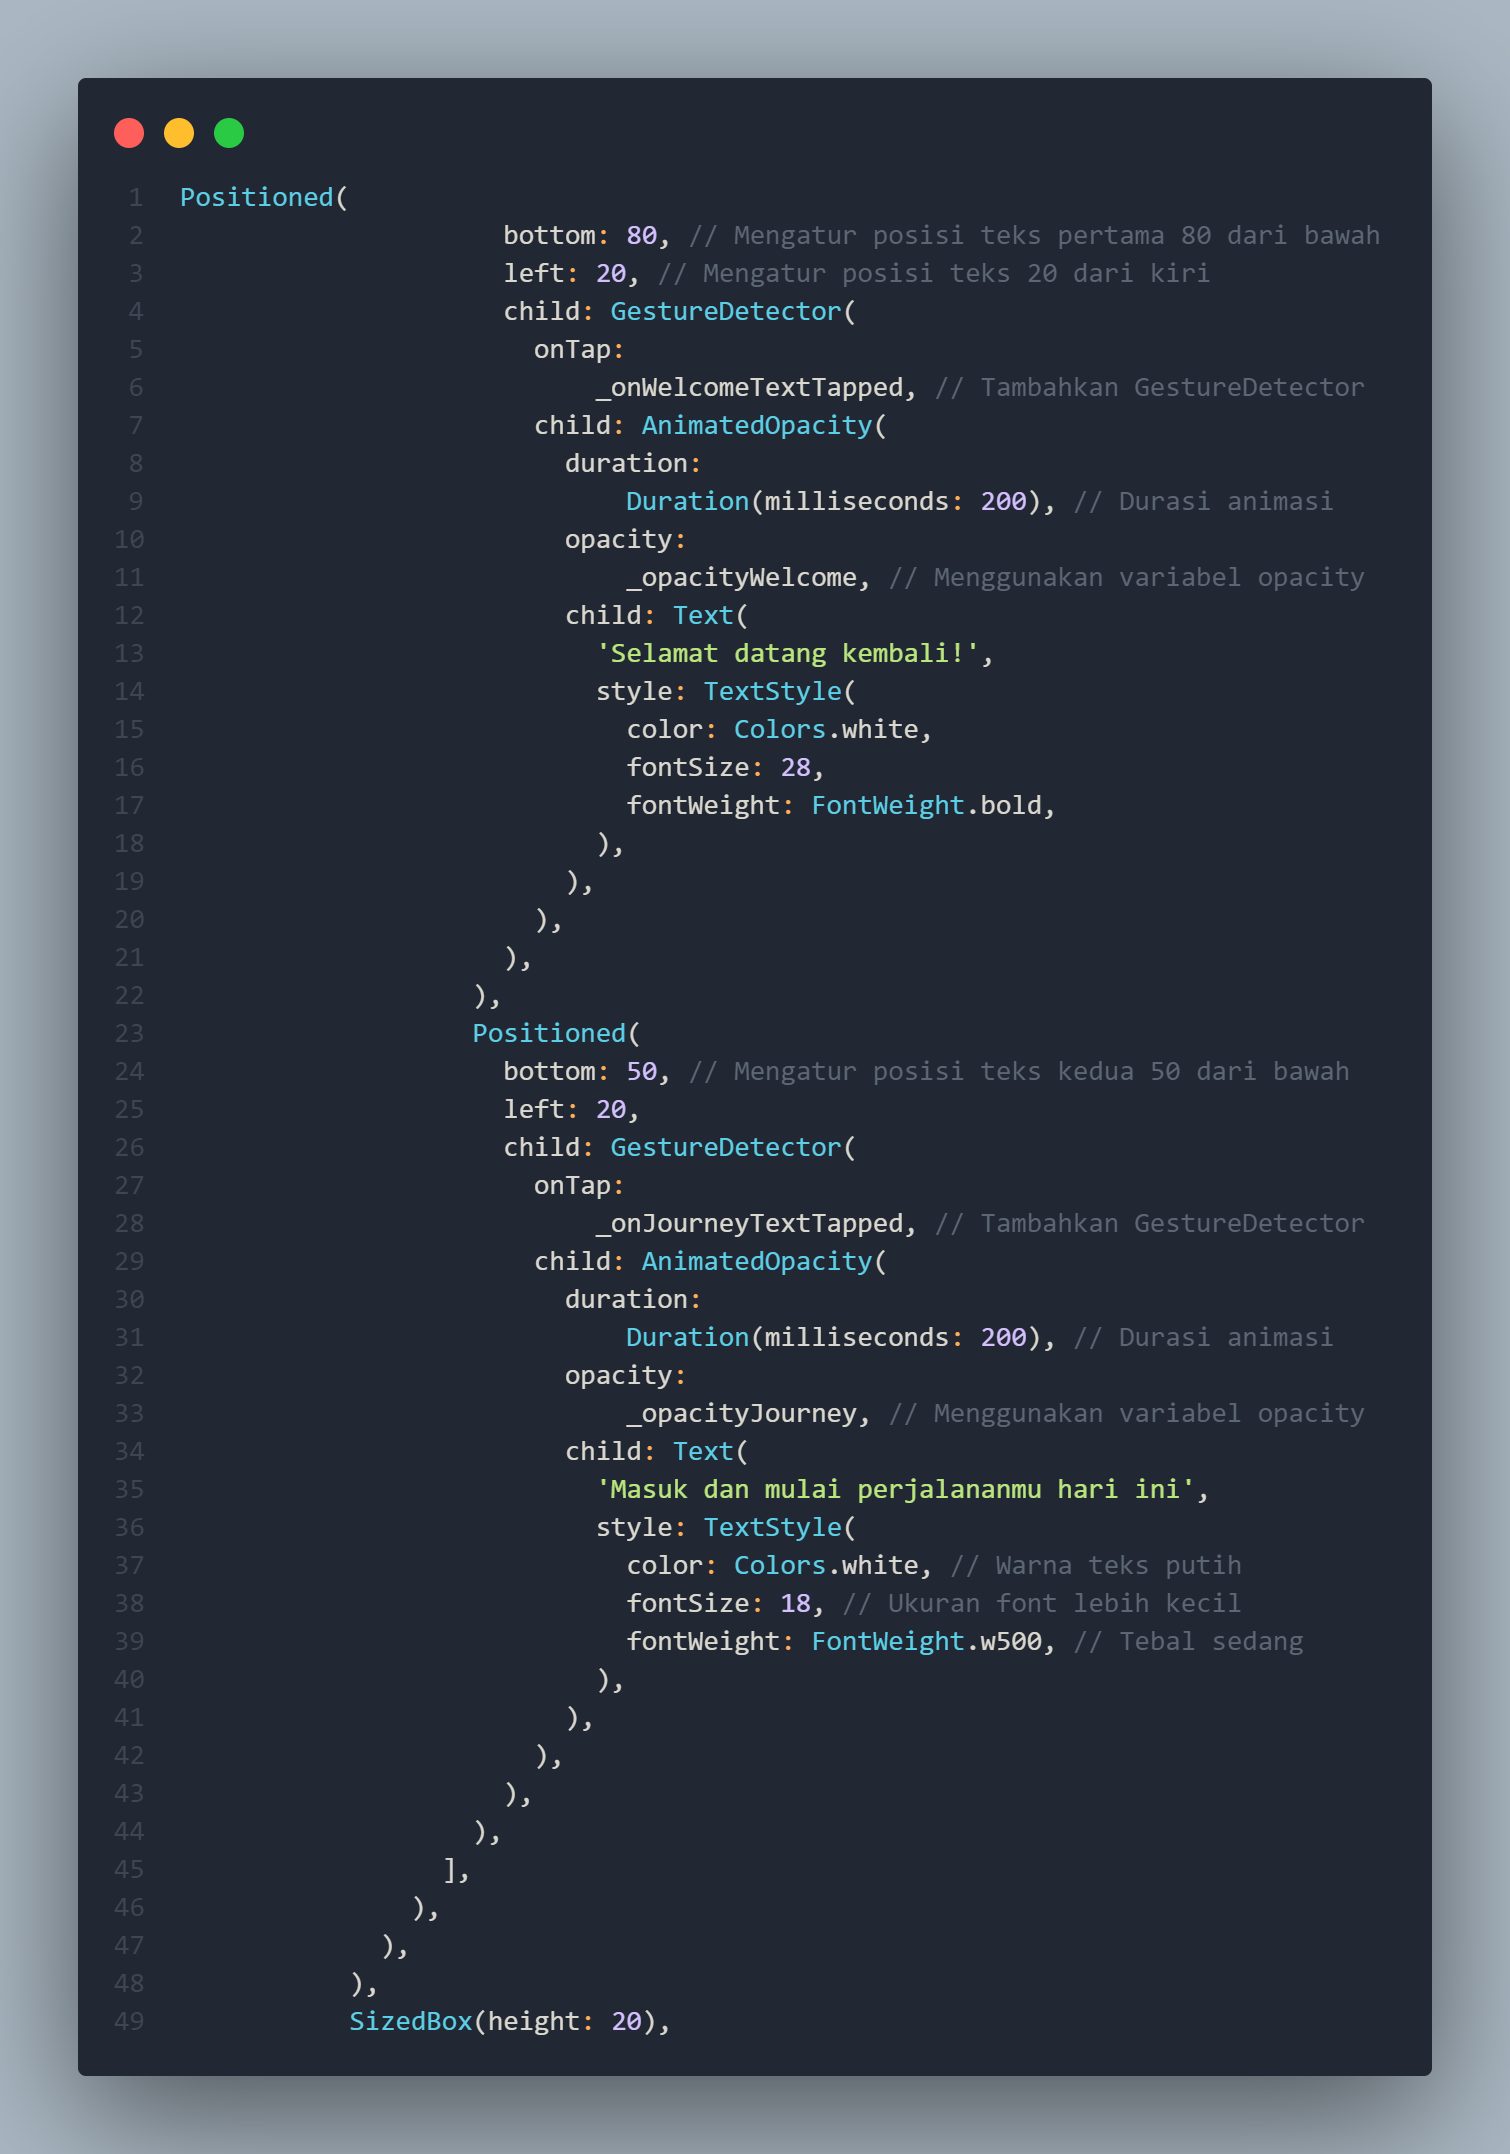 1 Positioned(
2 bottom: 80, // Mengatur posisi teks pertama 80 dari bawah
3 left: 20, // Mengatur posisi teks 20 dari kiri
4 child: GestureDetector(
5 onTap:
6 _onWelcomeTextTapped, // Tambahkan GestureDetector
7 child: AnimatedOpacity(
8 duration:
9 Duration(milliseconds: 200), // Durasi animasi
10 opacity:
11 _opacityWelcome, // Menggunakan variabel opacity
12 child: Text(
13 'Selamat datang kembali!',
14 style: TextStyle(
15 color: Colors.white,
16 fontSize: 28,
17 fontWeight: FontWeight.bold,
18 ),
19 ),
20 ),
21 ),
22 ),
23 Positioned(
24 bottom: 50, // Mengatur posisi teks kedua 50 dari bawah
25 left: 20,
26 child: GestureDetector(
27 onTap:
28 _onJourneyTextTapped, // Tambahkan GestureDetector
29 child: AnimatedOpacity(
30 duration:
31 Duration(milliseconds: 200), // Durasi animasi
32 opacity:
33 _opacityJourney, // Menggunakan variabel opacity
34 child: Text(
35 'Masuk dan mulai perjalananmu hari ini',
36 style: TextStyle(
37 color: Colors.white, // Warna teks putih
38 fontSize: 18, // Ukuran font lebih kecil
39 fontWeight: FontWeight.w500, // Tebal sedang
40 ),
41 ),
42 ),
43 ),
44 ),
45 ],
46 ),
47 ),
48 ),
49 SizedBox(height: 20),